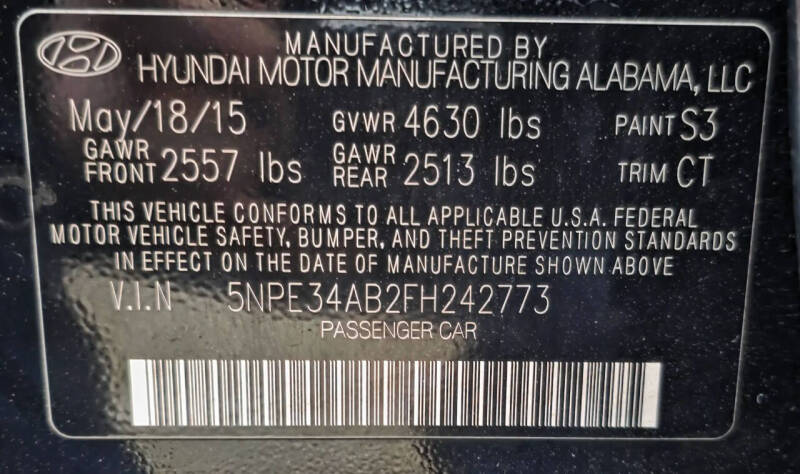 MANUFACTURED BY
HYUNDAI MOTOR MANUFACTURING ALABAMA, LLC
May/18/15 GVWR 4630 lbs PAINT S3
GAWR FRONT 2557 lbs GAWR REAR 2513 lbs TRIM CT
THIS VEHICLE CONFORMS TO ALL APPLICABLE U.S.A. FEDERAL
MOTOR VEHICLE SAFETY, BUMPER, AND THEFT PREVENTION STANDARDS
IN EFFECT ON THE DATE OF MANUFACTURE SHOWN ABOVE
V.I.N 5NPE34AB2FH242773
PASSENGER CAR